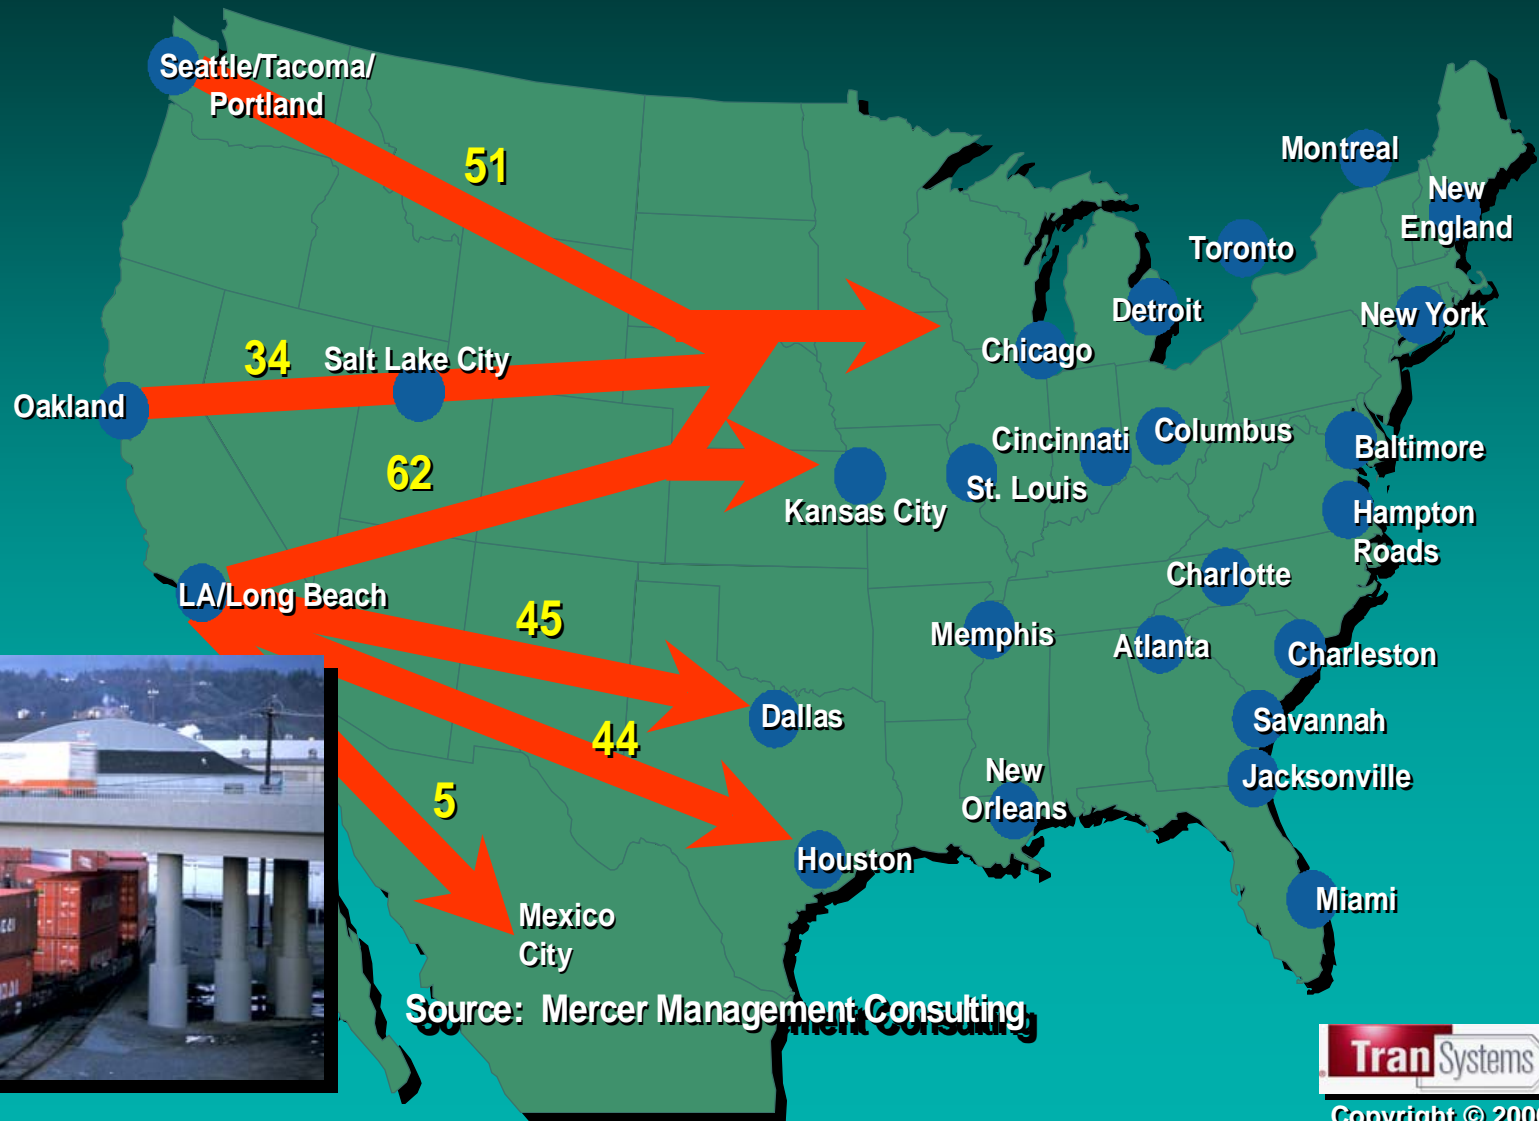 Seattle/Tacoma/
Portland
51
Montreal
New
England
Toronto
Detroit
New York
34
Salt Lake City
Chicago
Oakland
62
Cincinnati
Columbus
Baltimore
St. Louis
Kansas City
Hampton
Roads
Charlotte
LA/Long Beach
45
Memphis
Atlanta
Charleston
Dallas
Savannah
44
New
Orleans
Jacksonville
5
Houston
Miami
Mexico
City
Source: Mercer Management Consulting
TranSystems
Copyright ©